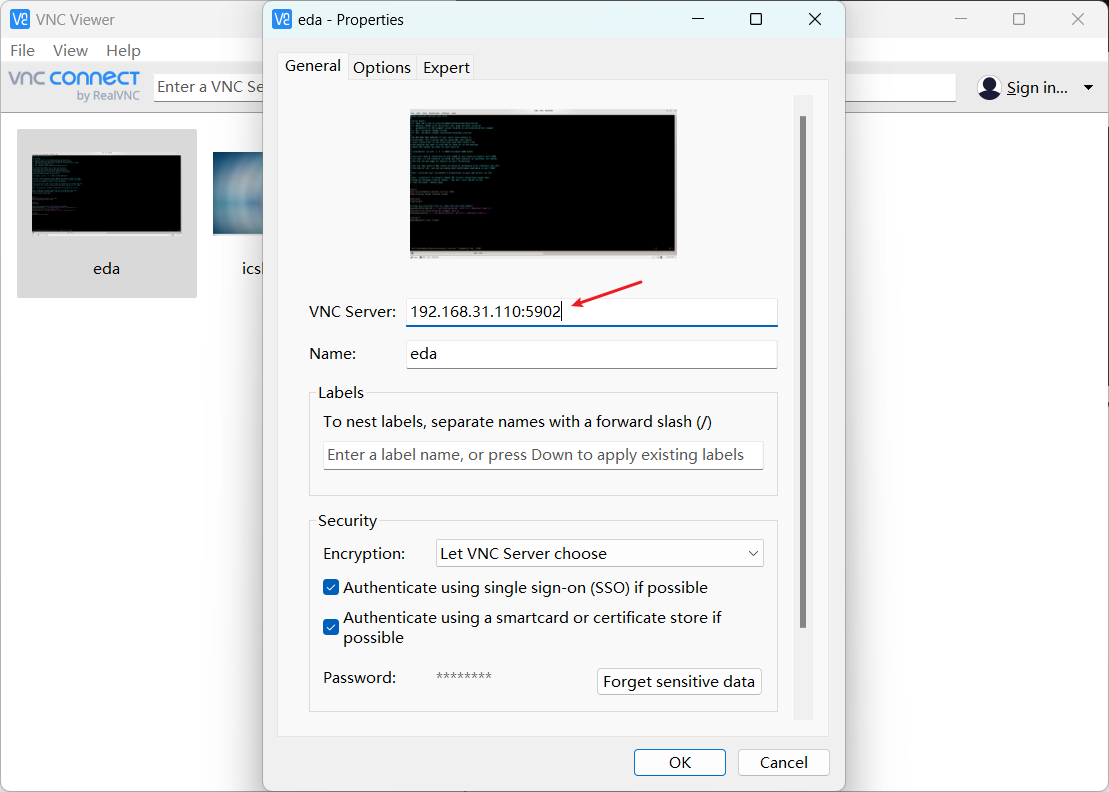 VNC Viewer
File View Help
VNC CONNECT
by RealVNC
Enter a VNC Se
Sign in...
eda
icsl
eda - Properties
General Options Expert
VNC Server: 192.168.31.110:5902
Name: eda
Labels
To nest labels, separate names with a forward slash (/)
Enter a label name, or press Down to apply existing labels
Security
Encryption: Let VNC Server choose
Authenticate using single sign-on (SSO) if possible
Authenticate using a smartcard or certificate store if
possible
Password: ******** Forget sensitive data
OK Cancel